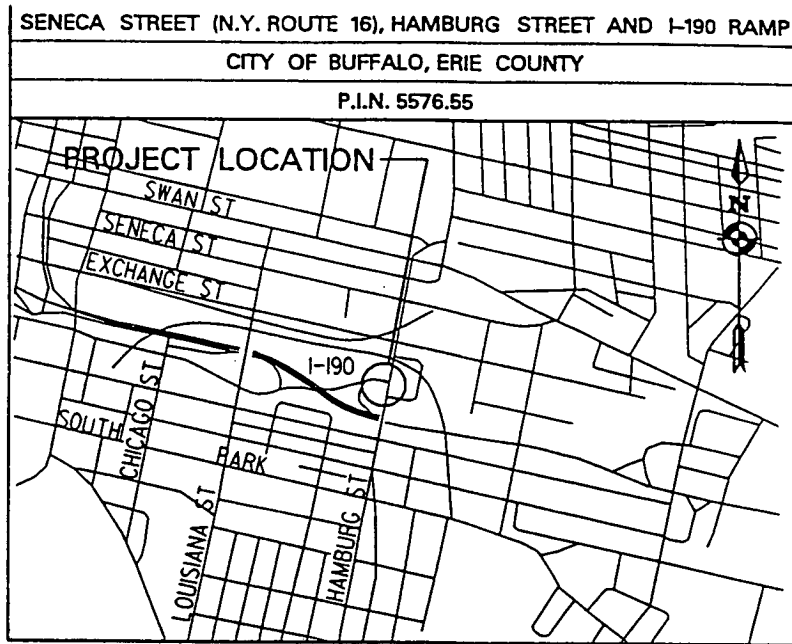 SENECA STREET (N.Y. ROUTE 16), HAMBURG STREET AND I-190 RAMP
CITY OF BUFFALO, ERIE COUNTY
P.I.N. 5576.55
PROJECT LOCATION
SWAN ST
SENECA ST
EXCHANGE ST
N
I-190
CHICAGO ST
SOUTH
PARK
LOUISIANA ST
HAMBURG ST